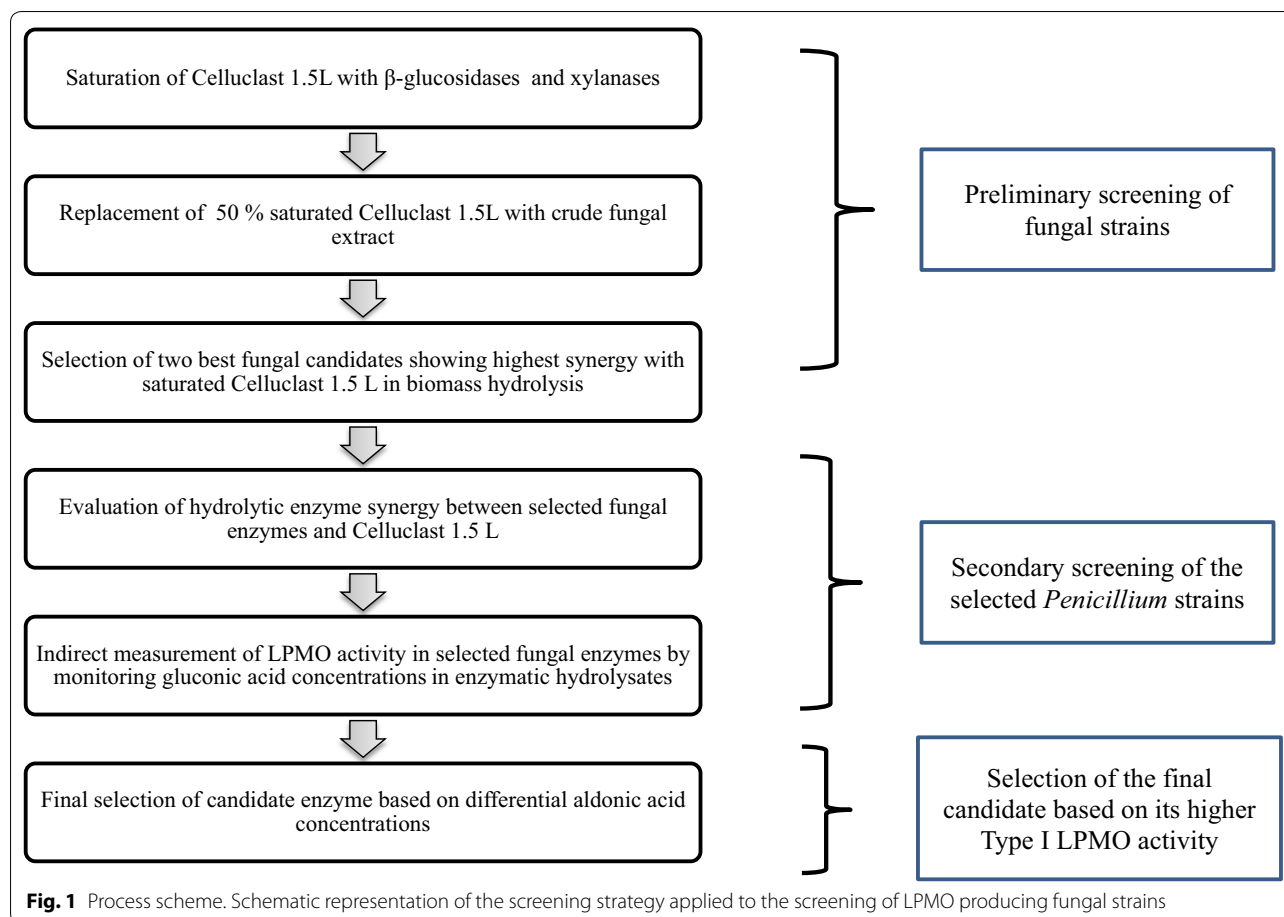 Saturation of Celluclast 1.5L with β-glucosidases and xylanases
Replacement of 50 % saturated Celluclast 1.5L with crude fungal
extract
Selection of two best fungal candidates showing highest synergy with
saturated Celluclast 1.5 L in biomass hydrolysis
Preliminary screening of
fungal strains
Evaluation of hydrolytic enzyme synergy between selected fungal
enzymes and Celluclast 1.5 L
Indirect measurement of LPMO activity in selected fungal enzymes by
monitoring gluconic acid concentrations in enzymatic hydrolysates
Secondary screening of the
selected Penicillium strains
Final selection of candidate enzyme based on differential aldonic acid
concentrations
Selection of the final
candidate based on its higher
Type I LPMO activity
Fig. 1 Process scheme. Schematic representation of the screening strategy applied to the screening of LPMO producing fungal strains